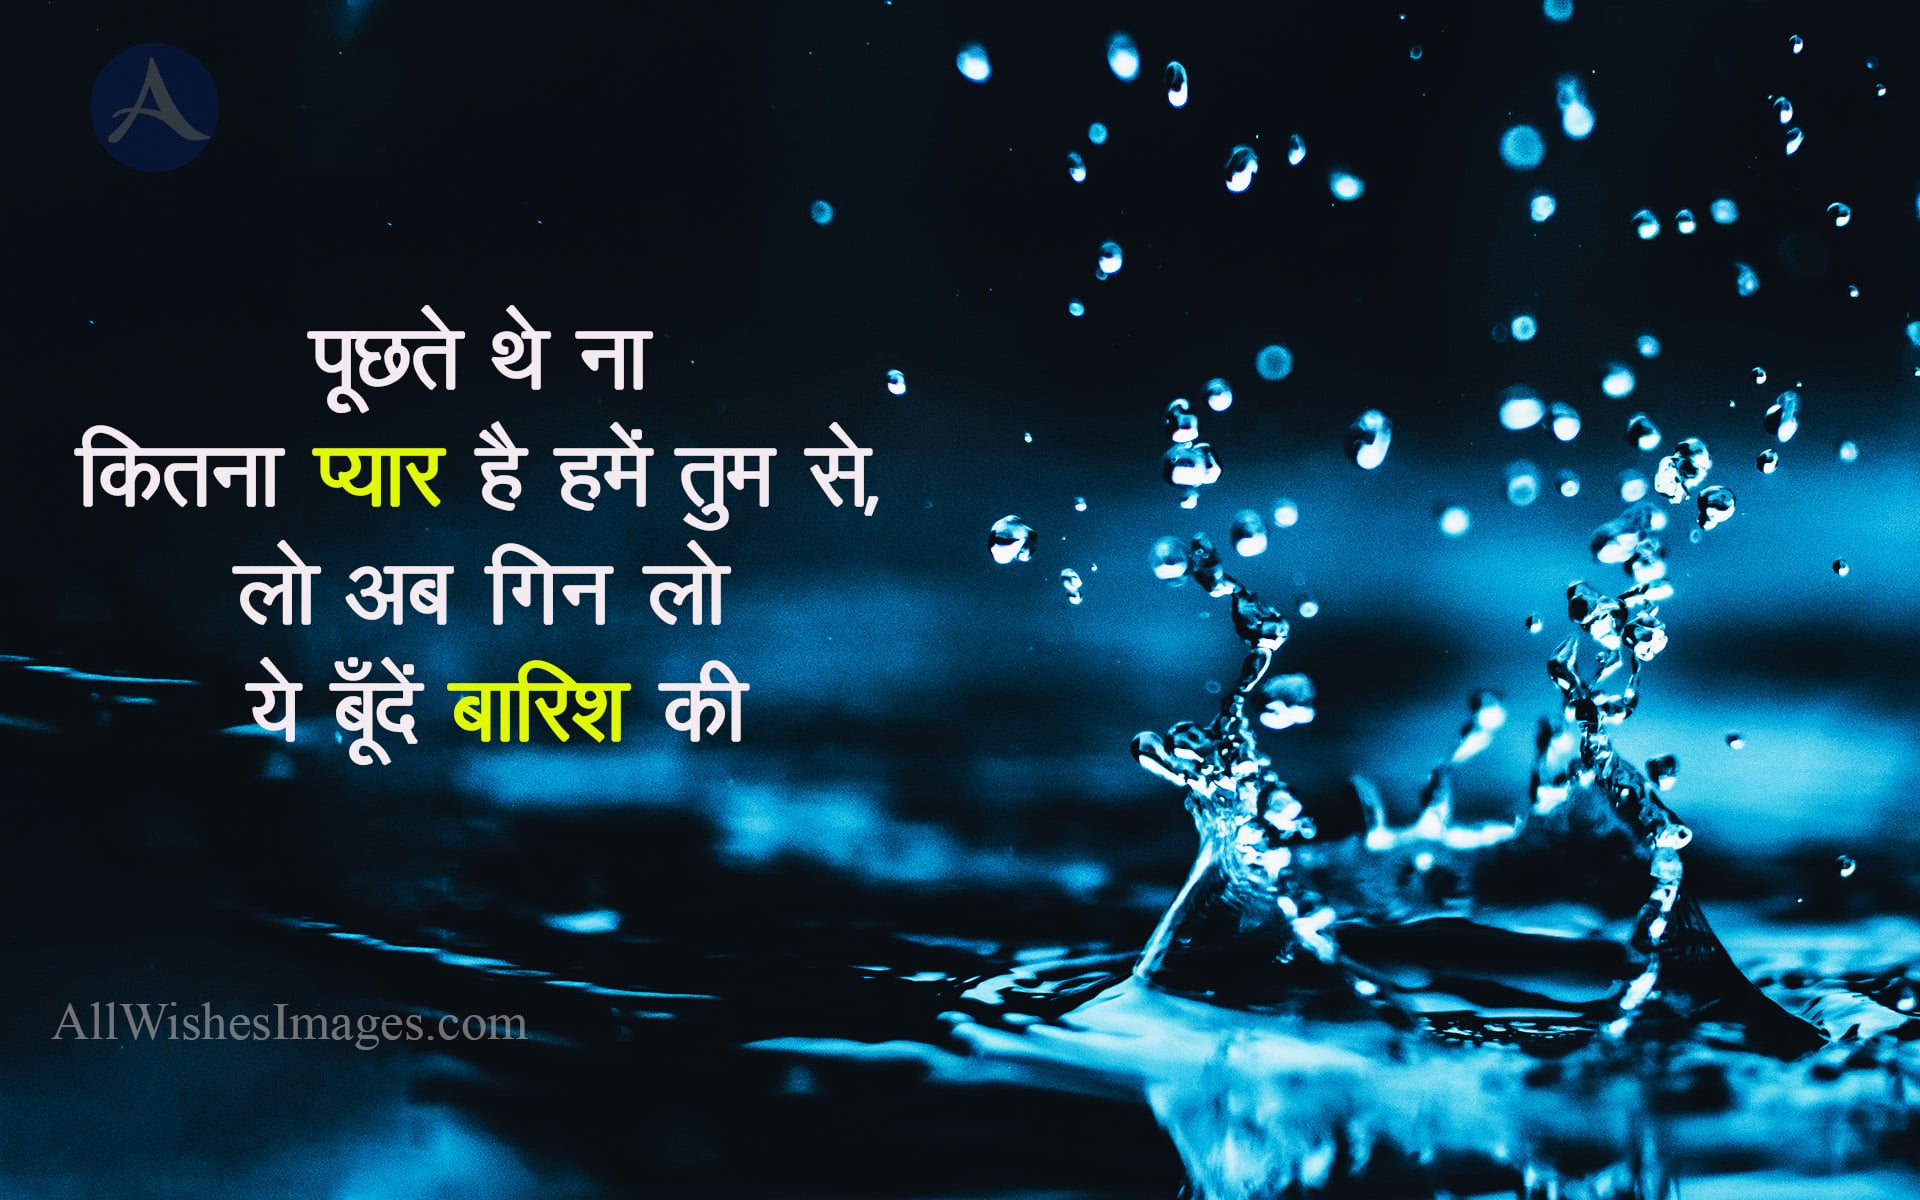 A
पूछते थे ना
कितना प्यार है हमें तुम से,
लो अब गिन लो
ये बूँदें बारिश की
AllWishesImages.com